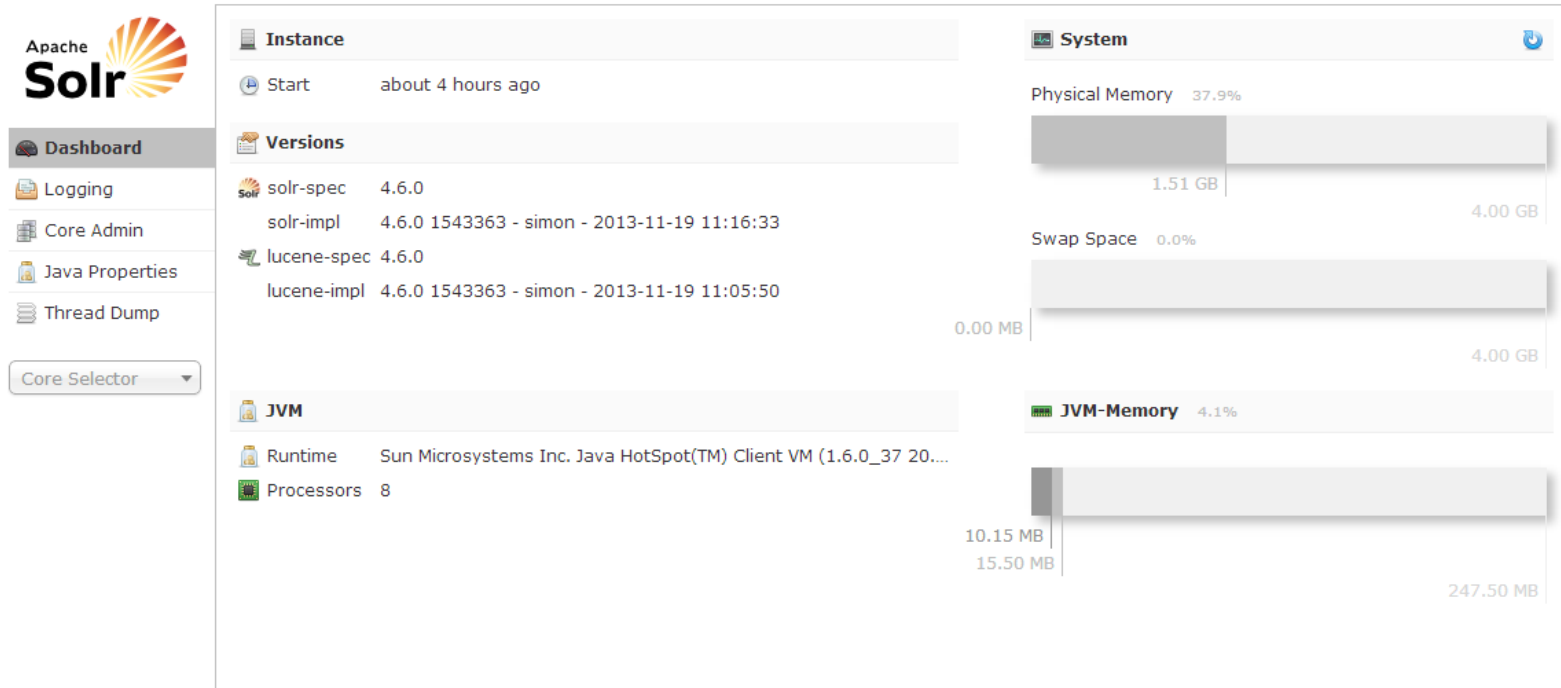 Apache
Solr
Dashboard
Logging
Core Admin
Java Properties
Thread Dump
Core Selector
Instance
Start about 4 hours ago
Versions
Solr solr-spec 4.6.0
solr-impl 4.6.0 1543363 - simon - 2013-11-19 11:16:33
lucene-spec 4.6.0
lucene-impl 4.6.0 1543363 - simon - 2013-11-19 11:05:50
JVM
Runtime Sun Microsystems Inc. Java HotSpot(TM) Client VM (1.6.0_37 20....
Processors 8
System
Physical Memory 37.9%
1.51 GB
4.00 GB
Swap Space 0.0%
0.00 MB
4.00 GB
JVM-Memory 4.1%
10.15 MB
15.50 MB
247.50 MB